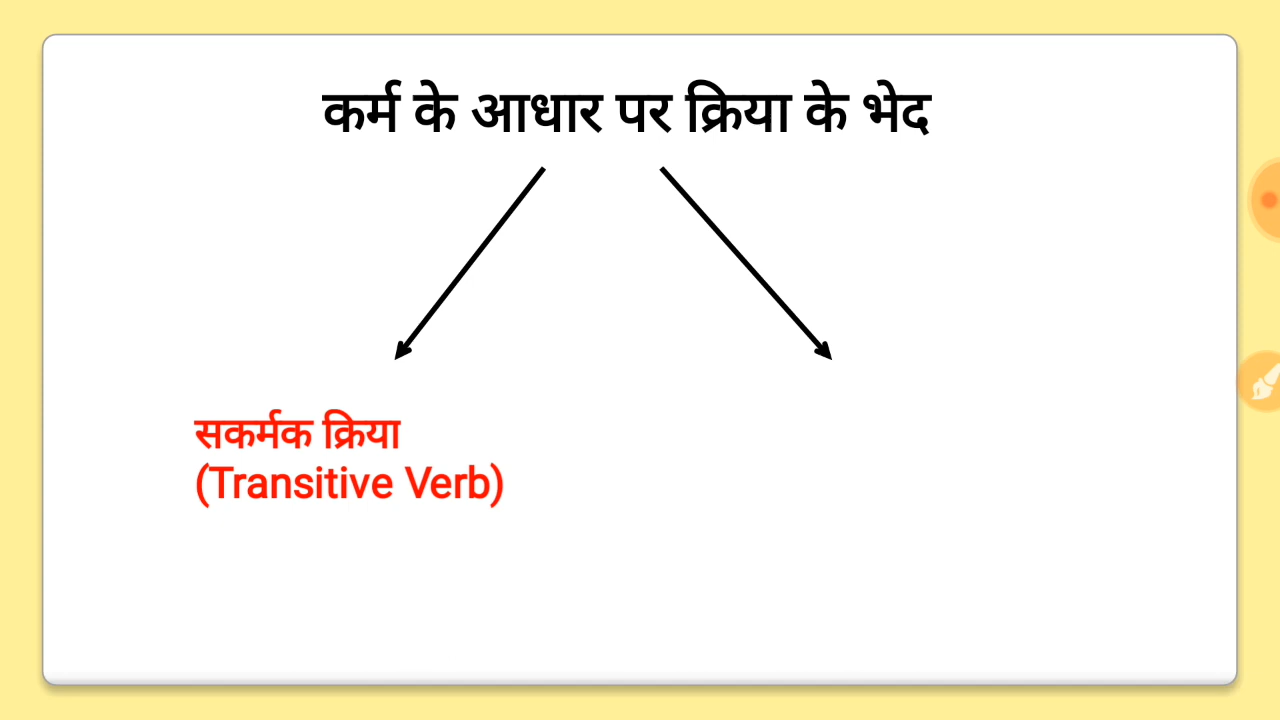 कर्म के आधार पर क्रिया के भेद
सकर्मक क्रिया
(Transitive Verb)